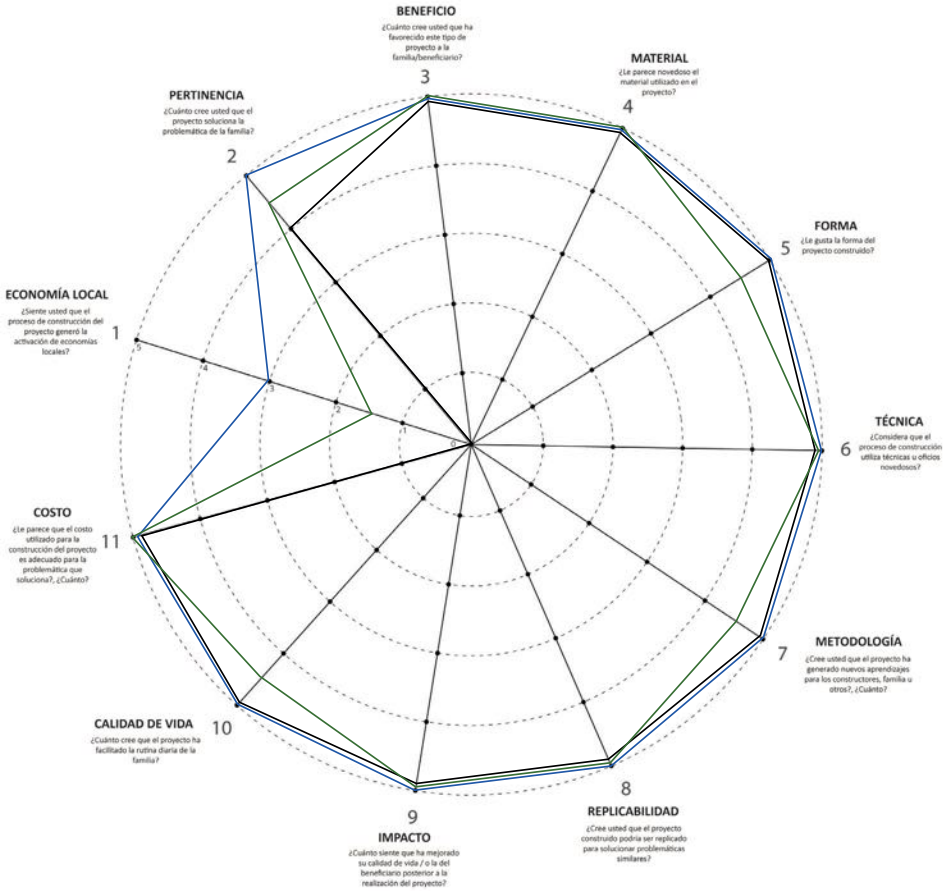 BENEFICIO
¿Cuánto cree usted que ha
favorecido este tipo de
proyecto a la
familia/beneficiario?
3
MATERIAL
¿Le parece novedoso el
material utilizado en el
proyecto?
4
PERTINENCIA
¿Cuánto cree usted que el
proyecto soluciona la
problemática de la familia?
2
FORMA
¿Le gusta la forma del
proyecto construido?
5
ECONOMÍA LOCAL
¿Siente usted que el
proceso de construcción del
proyecto generó la
activación de economías
locales?
1
5
4
3
2
1
0
TÉCNICA
¿Considera que el
proceso de construcción
utiliza técnicas u oficios
novedosos?
6
COSTO
¿Le parece que el costo
utilizado para la
construcción del proyecto
es adecuado para la
problemática que
soluciona?, ¿Cuánto?
11
METODOLOGÍA
¿Cree usted que el proyecto ha
generado nuevos aprendizajes
para los constructores, familia u
otros?, ¿Cuánto?
7
CALIDAD DE VIDA
¿Cuánto cree que el proyecto ha
facilitado la rutina diaria de la
familia?
10
8
REPLICABILIDAD
¿Cree usted que el proyecto
construido podría ser replicado
para solucionar problemáticas
similares?
9
IMPACTO
¿Cuánto siente que ha mejorado
su calidad de vida / o la del
beneficiario posterior a la
realización del proyecto?